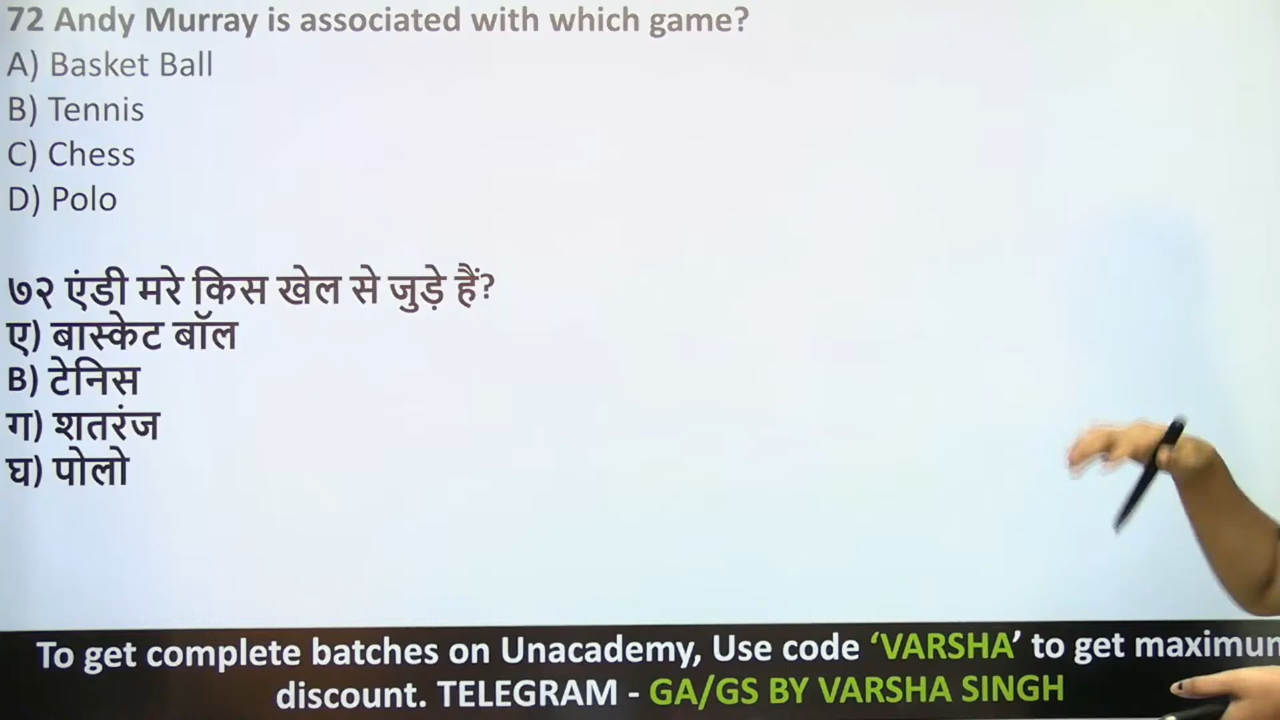 72 Andy Murray is associated with which game?
A) Basket Ball
B) Tennis
C) Chess
D) Polo
७२ एंडी मरे किस खेल से जुड़े हैं?
ए) बास्केट बॉल
B) टेनिस
ग) शतरंज
घ) पोलो
To get complete batches on Unacademy, Use code ‘VARSHA’ to get maximum
discount. TELEGRAM - GA/GS BY VARSHA SINGH